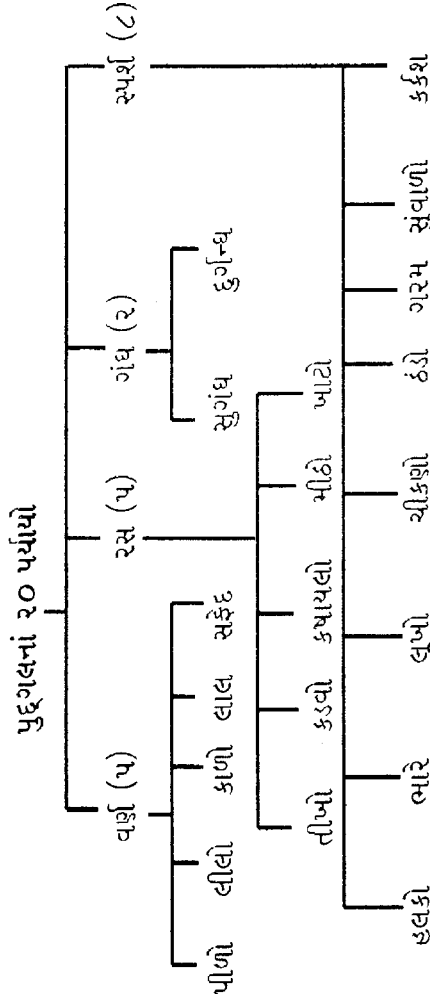 પુદ્ગલનાં ૨૦ પર્યાયો
વર્ણ (૫) રસ (૫) ગંધ (૨) સ્પર્શ (૮)
પીળો લીલો કાળો લાલ સફેદ સુગંધ દુર્ગન્ધ
તીખો કડવો કષાયલો મીઠો ખાટો
હલકો ભારે લૂખો ચીકણો ઠંડો ગરમ સુંવાળો કર્કશ